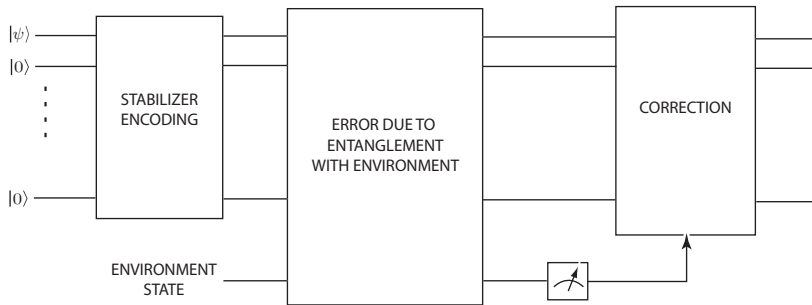 |ψ⟩
|0⟩
|0⟩
STABILIZER
ENCODING
ERROR DUE TO
ENTANGLEMENT
WITH ENVIRONMENT
CORRECTION
ENVIRONMENT
STATE